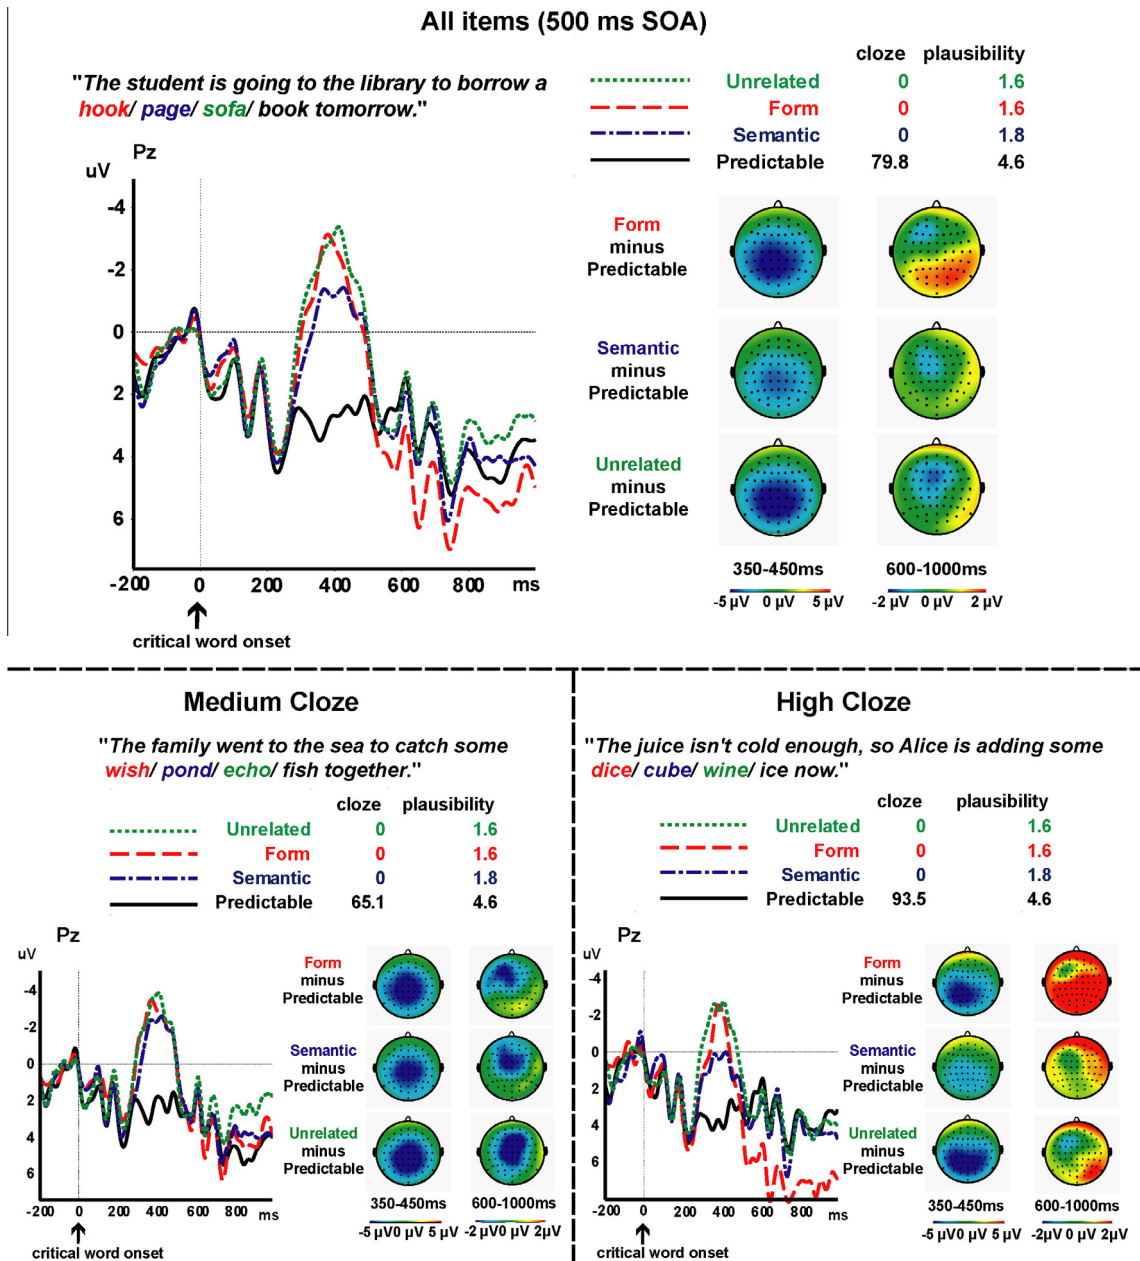 All items (500 ms SOA)
"The student is going to the library to borrow a
hook/ page/ sofa/ book tomorrow."
cloze plausibility
Unrelated 0 1.6
Form 0 1.6
Semantic 0 1.8
Predictable 79.8 4.6
Pz
uV
-4
-2
0
2
4
6
-200 0 200 400 600 800 ms
critical word onset
Form
minus
Predictable
Semantic
minus
Predictable
Unrelated
minus
Predictable
350-450ms 600-1000ms
-5 µV 0 µV 5 µV -2 µV 0 µV 2 µV
Medium Cloze
"The family went to the sea to catch some
wish/ pond/ echo/ fish together."
cloze plausibility
Unrelated 0 1.6
Form 0 1.6
Semantic 0 1.8
Predictable 65.1 4.6
Pz
uV
-4
-2
0
2
4
6
-200 0 200 400 600 800 ms
critical word onset
Form
minus
Predictable
Semantic
minus
Predictable
Unrelated
minus
Predictable
350-450ms 600-1000ms
-5 µV 0 µV 5 µV -2 µV 0 µV 2 µV
High Cloze
"The juice isn't cold enough, so Alice is adding some
dice/ cube/ wine/ ice now."
cloze plausibility
Unrelated 0 1.6
Form 0 1.6
Semantic 0 1.8
Predictable 93.5 4.6
Pz
uV
-4
-2
0
2
4
6
-200 0 200 400 600 800 ms
critical word onset
Form
minus
Predictable
Semantic
minus
Predictable
Unrelated
minus
Predictable
350-450ms 600-1000ms
-5 µV 0 µV 5 µV -2µV 0 µV 2 µV